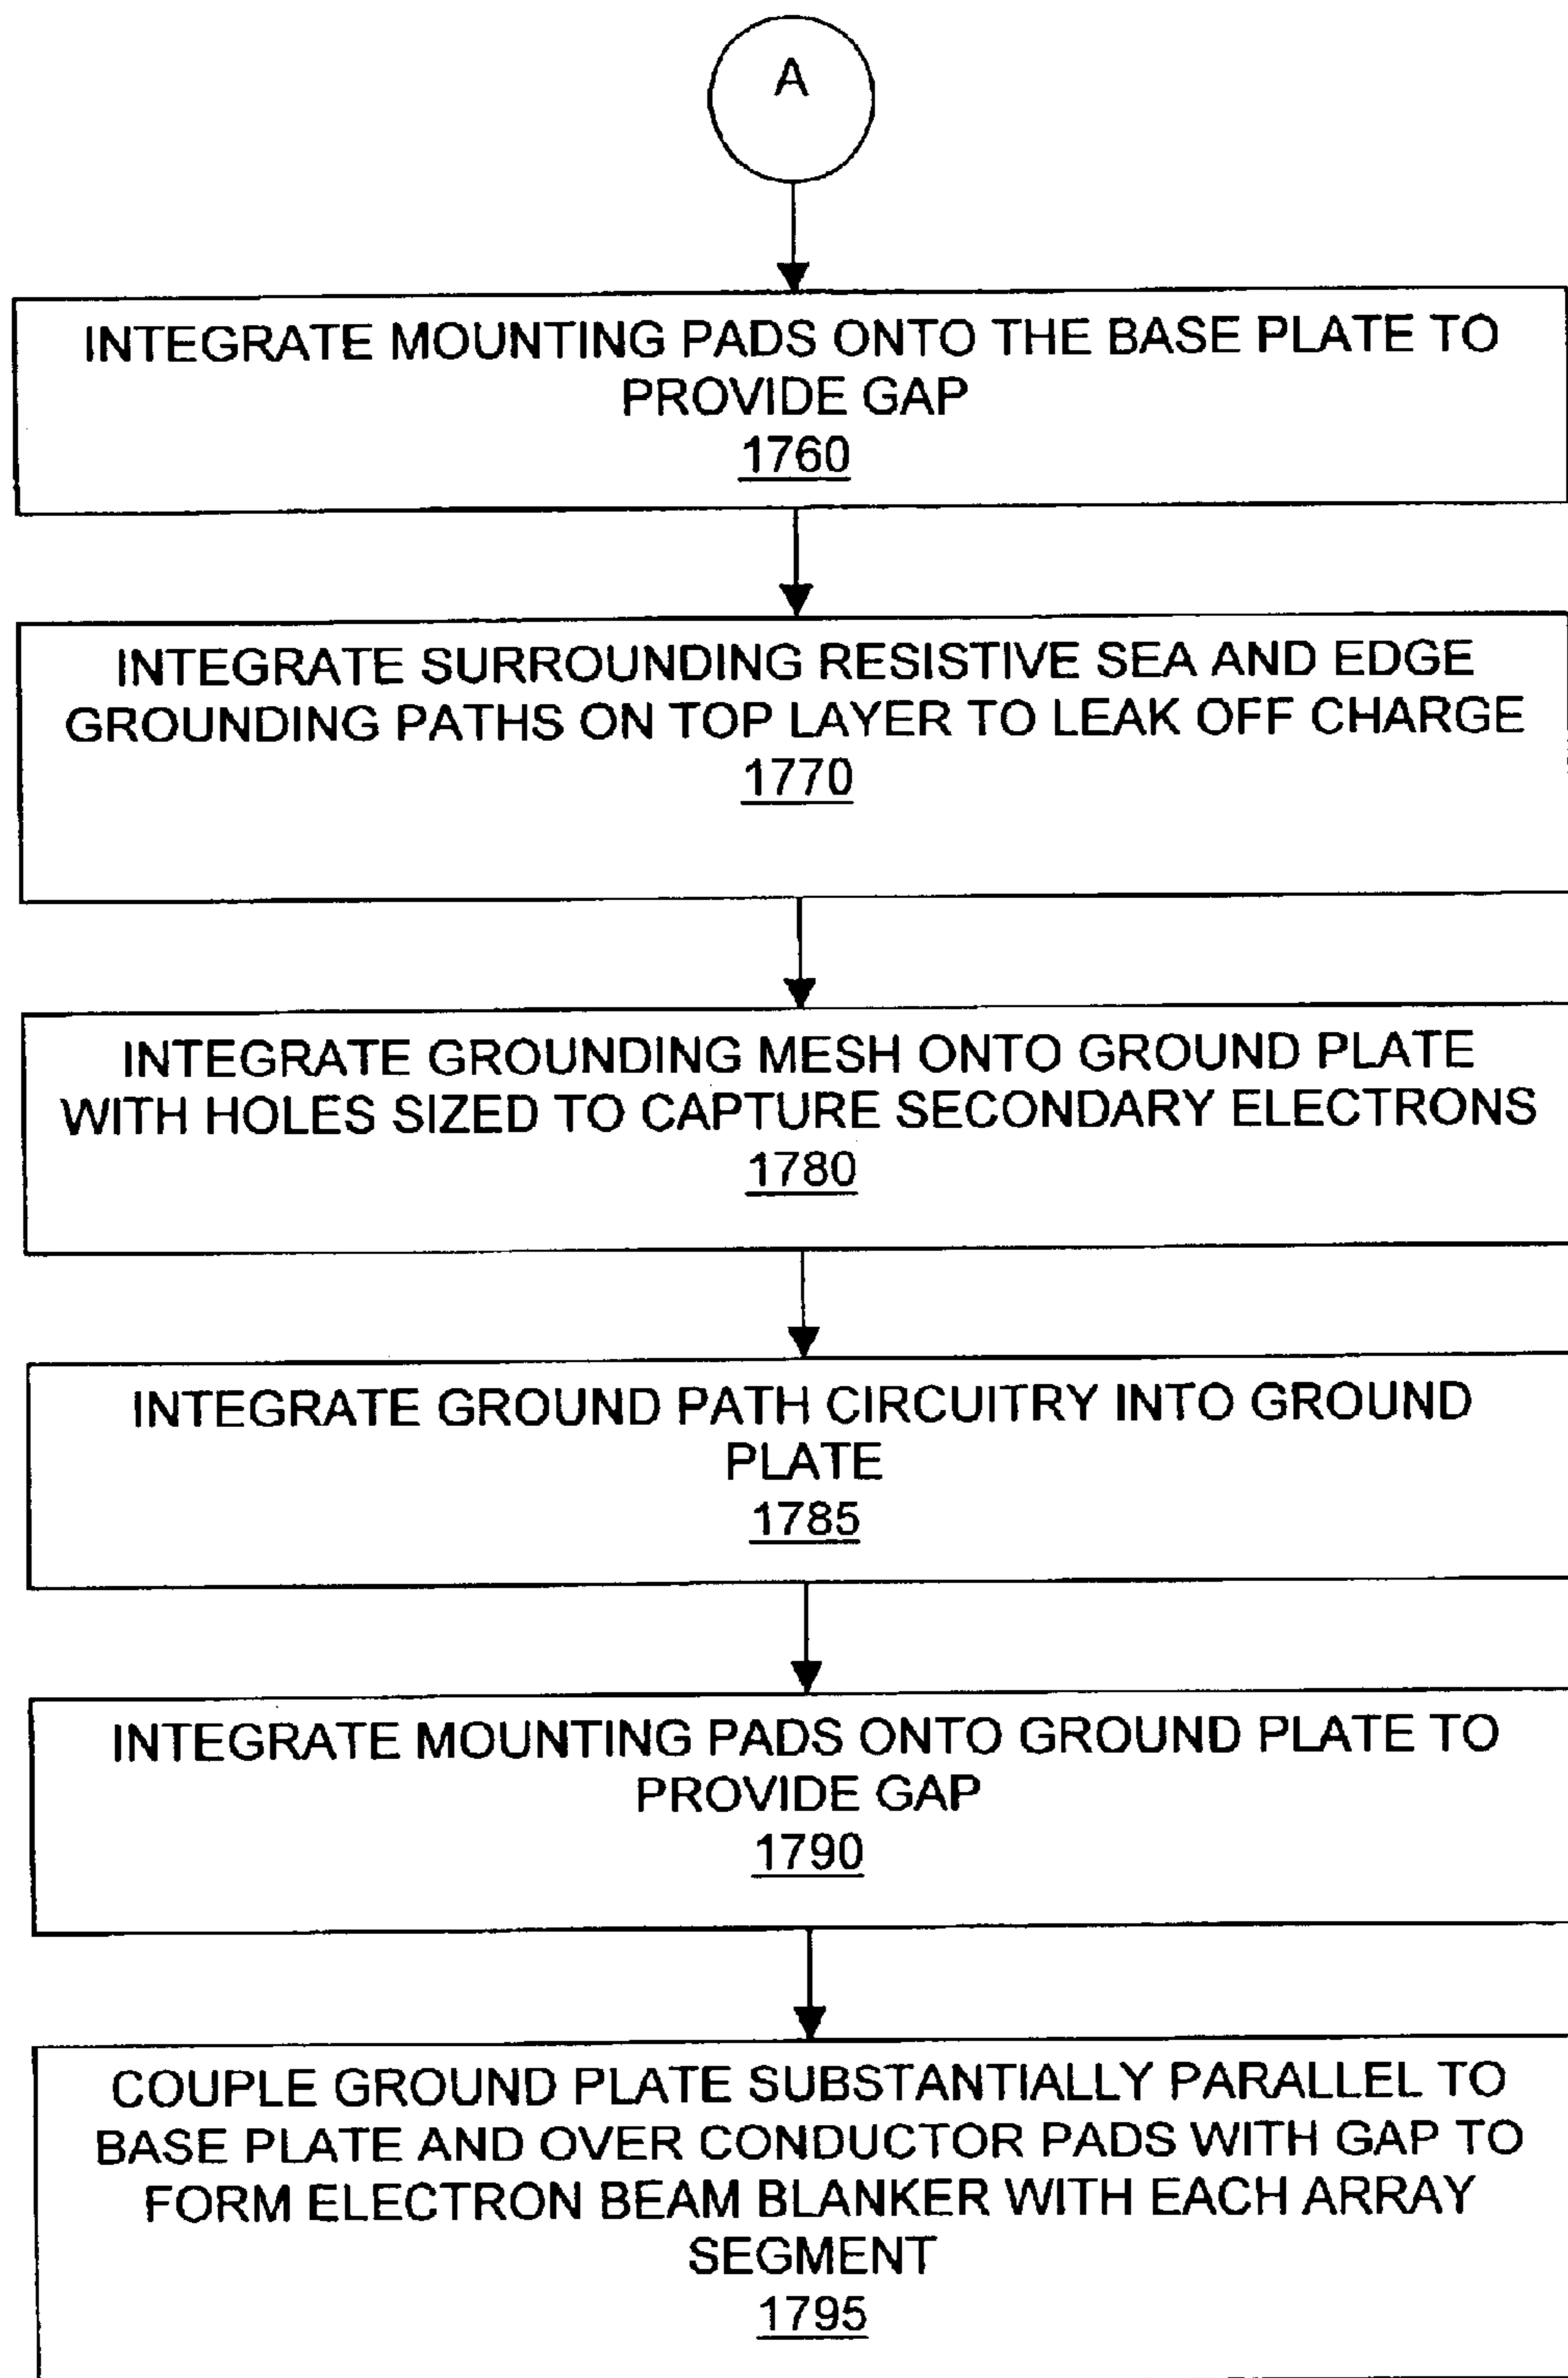 A
INTEGRATE MOUNTING PADS ONTO THE BASE PLATE TO
PROVIDE GAP
1760
INTEGRATE SURROUNDING RESISTIVE SEA AND EDGE
GROUNDING PATHS ON TOP LAYER TO LEAK OFF CHARGE
1770
INTEGRATE GROUNDING MESH ONTO GROUND PLATE
WITH HOLES SIZED TO CAPTURE SECONDARY ELECTRONS
1780
INTEGRATE GROUND PATH CIRCUITRY INTO GROUND
PLATE
1785
INTEGRATE MOUNTING PADS ONTO GROUND PLATE TO
PROVIDE GAP
1790
COUPLE GROUND PLATE SUBSTANTIALLY PARALLEL TO
BASE PLATE AND OVER CONDUCTOR PADS WITH GAP TO
FORM ELECTRON BEAM BLANKER WITH EACH ARRAY
SEGMENT
1795